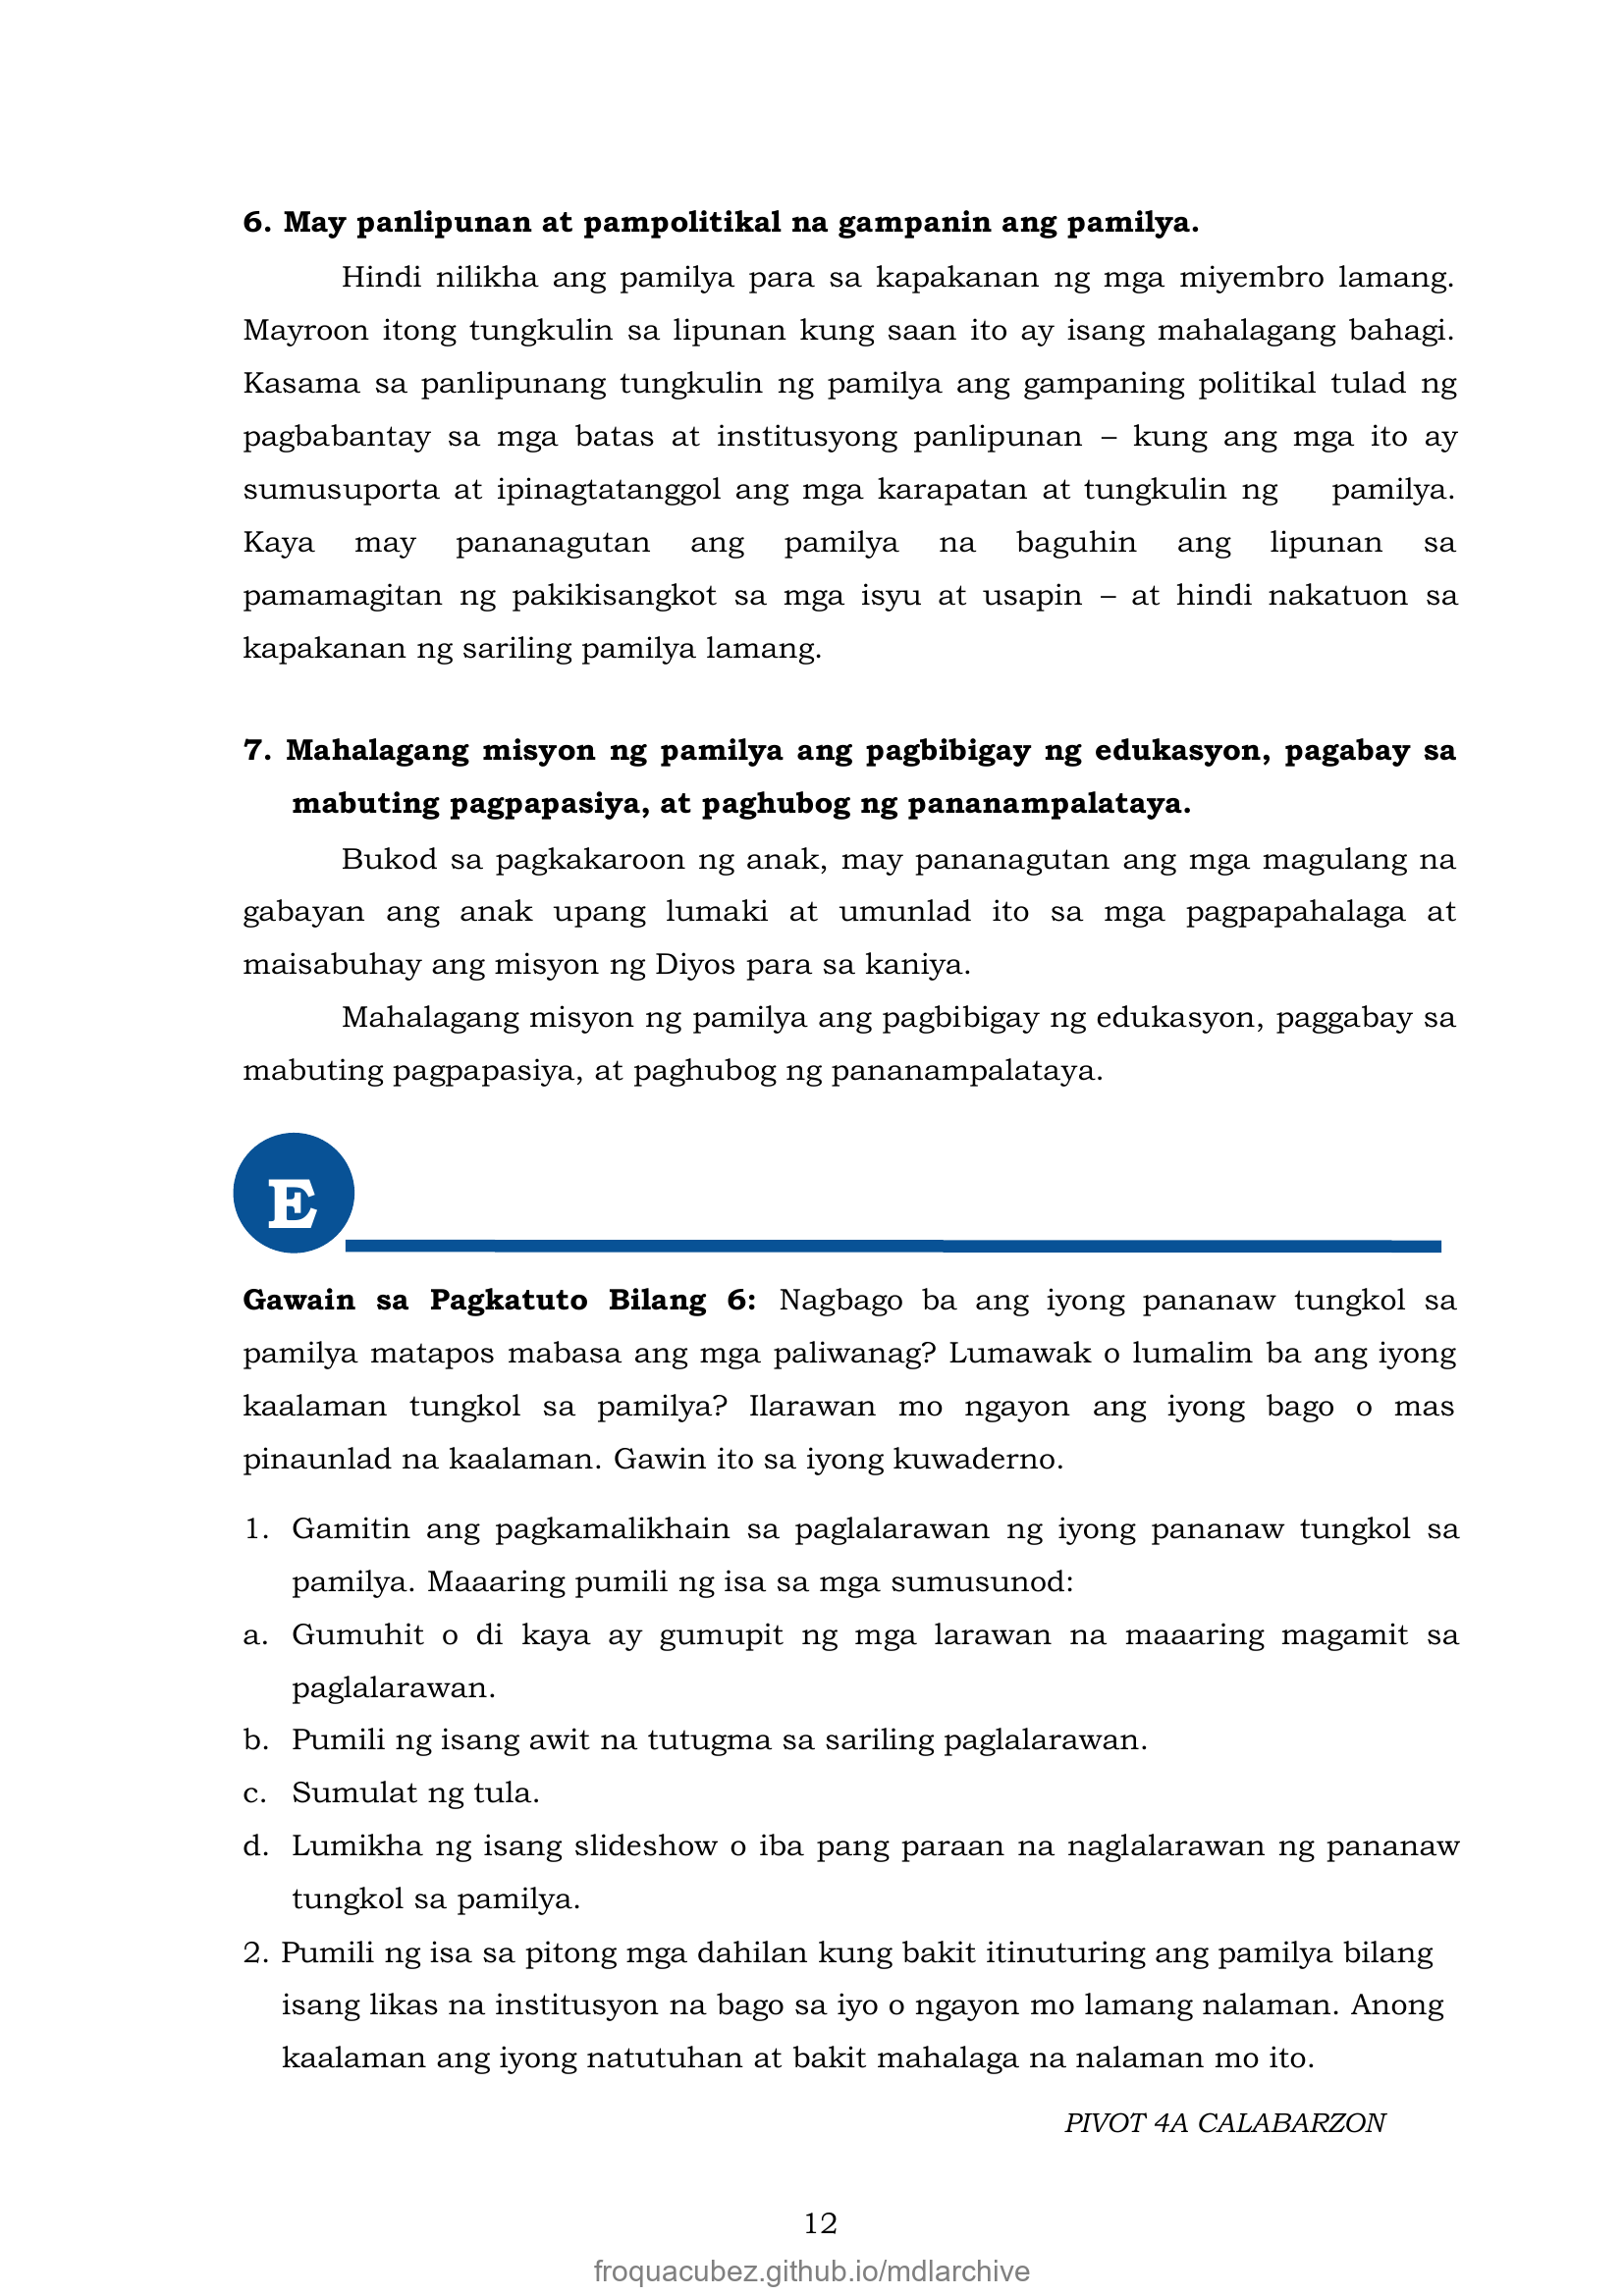 6. May panlipunan at pampolitikal na gampanin ang pamilya.
Hindi nilikha ang pamilya para sa kapakanan ng mga miyembro lamang.
Mayroon itong tungkulin sa lipunan kung saan ito ay isang mahalagang bahagi.
Kasama sa panlipunang tungkulin ng pamilya ang gampaning politikal tulad ng
pagbabantay sa mga batas at institusyong panlipunan – kung ang mga ito ay
sumusuporta at ipinagtatanggol ang mga karapatan at tungkulin ng pamilya.
Kaya may pananagutan ang pamilya na baguhin ang lipunan sa
pamamagitan ng pakikisangkot sa mga isyu at usapin – at hindi nakatuon sa
kapakanan ng sariling pamilya lamang.
7. Mahalagang misyon ng pamilya ang pagbibigay ng edukasyon, pagabay sa
mabuting pagpapasiya, at paghubog ng pananampalataya.
Bukod sa pagkakaroon ng anak, may pananagutan ang mga magulang na
gabayan ang anak upang lumaki at umunlad ito sa mga pagpapahalaga at
maisabuhay ang misyon ng Diyos para sa kaniya.
Mahalagang misyon ng pamilya ang pagbibigay ng edukasyon, paggabay sa
mabuting pagpapasiya, at paghubog ng pananampalataya.
E
Gawain sa Pagkatuto Bilang 6: Nagbago ba ang iyong pananaw tungkol sa
pamilya matapos mabasa ang mga paliwanag? Lumawak o lumalim ba ang iyong
kaalaman tungkol sa pamilya? Ilarawan mo ngayon ang iyong bago o mas
pinaunlad na kaalaman. Gawin ito sa iyong kuwaderno.
1. Gamitin ang pagkamalikhain sa paglalarawan ng iyong pananaw tungkol sa
pamilya. Maaaring pumili ng isa sa mga sumusunod:
a. Gumuhit o di kaya ay gumupit ng mga larawan na maaaring magamit sa
paglalarawan.
b. Pumili ng isang awit na tutugma sa sariling paglalarawan.
c. Sumulat ng tula.
d. Lumikha ng isang slideshow o iba pang paraan na naglalarawan ng pananaw
tungkol sa pamilya.
2. Pumili ng isa sa pitong mga dahilan kung bakit itinuturing ang pamilya bilang
isang likas na institusyon na bago sa iyo o ngayon mo lamang nalaman. Anong
kaalaman ang iyong natutuhan at bakit mahalaga na nalaman mo ito.
PIVOT 4A CALABARZON
12
froquacubez.github.io/mdlarchive